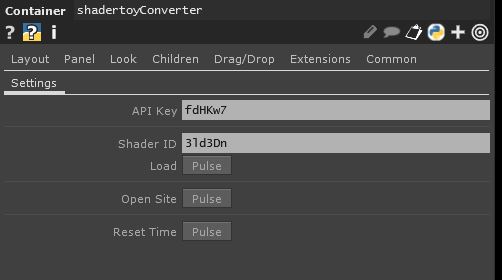 Container shadertoyConverter
? ? i
Layout Panel Look Children Drag/Drop Extensions Common
Settings
API Key fdHKw7
Shader ID 3ld3Dn
Load Pulse
Open Site Pulse
Reset Time Pulse